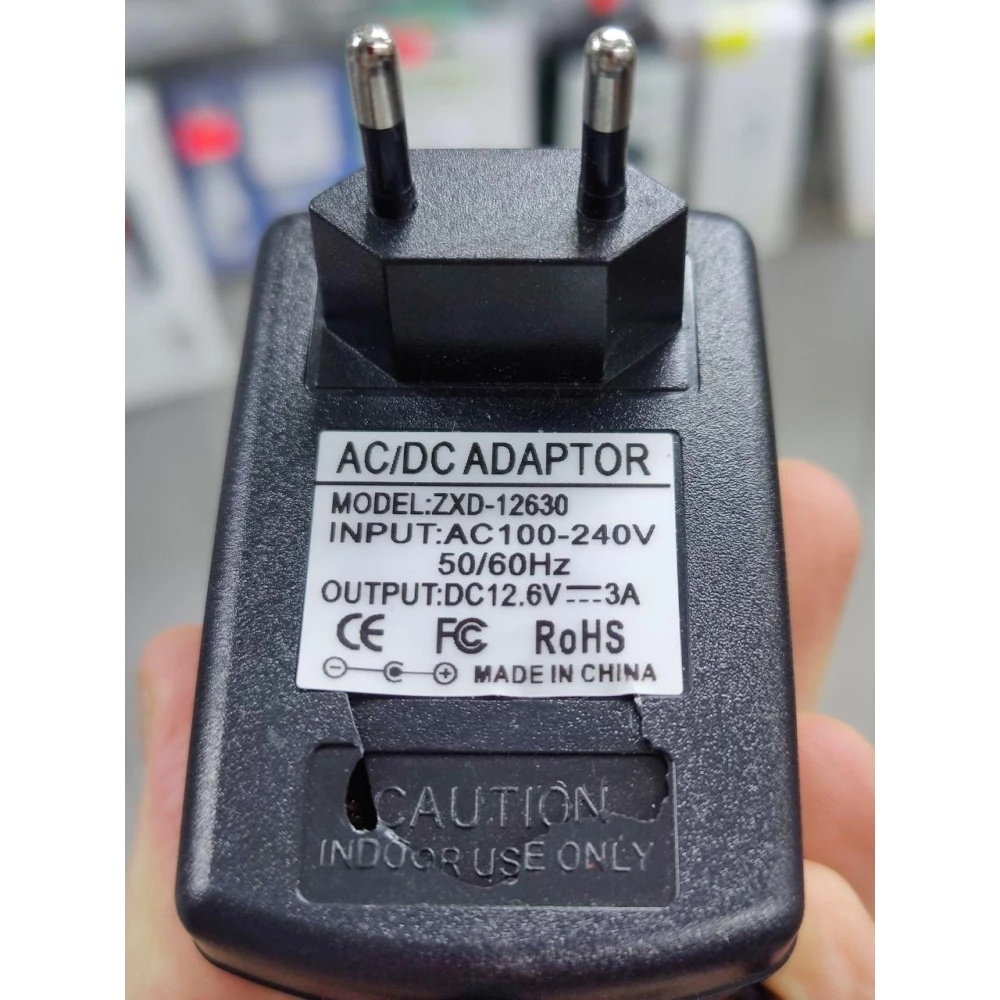 AC/DC ADAPTOR
MODEL:ZXD-12630
INPUT:AC100-240V
50/60Hz
OUTPUT:DC12.6V⎓3A
CE FC RoHS
MADE IN CHINA
CAUTION
INDOOR USE ONLY